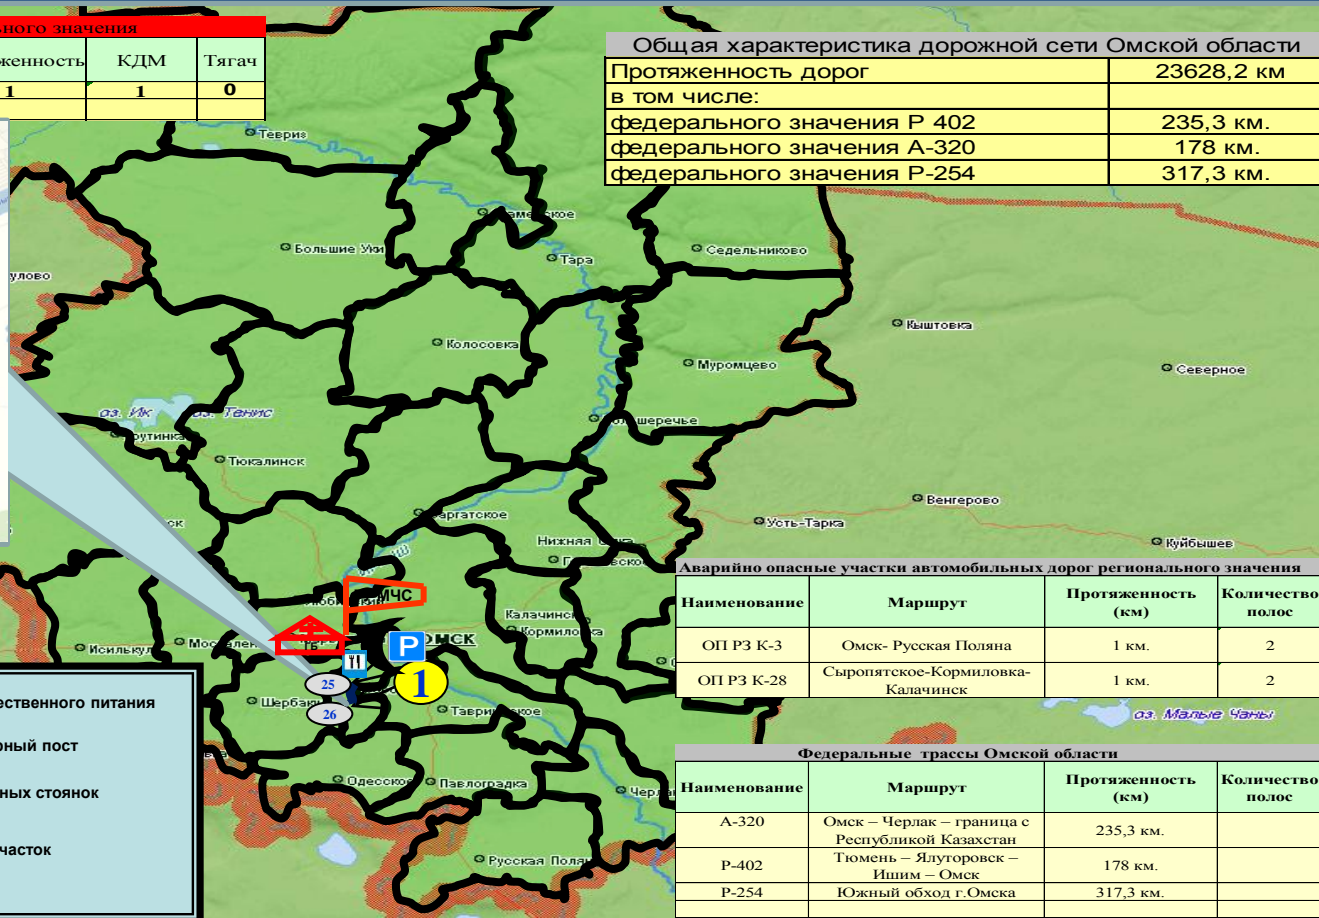 ного значения
женность КДМ Тягач
1 1 0
Общая характеристика дорожной сети Омской области
Протяженность дорог 23628,2 км
в том числе:
федерального значения Р 402 235,3 км.
федерального значения А-320 178 км.
федерального значения Р-254 317,3 км.
Тевриз
Большие Уки
Тара
Седельниково
улово
Колосовка
Кыштовка
Муромцево
Северное
оз. Ик оз. Тенис
Тюкалинск
Венгерово
Усть-Тарка
Куйбышев
Нижняя
МЧС
Калачинск
Кормиловка
Исилькуль
P
ОМСК
1
25
26
Одесское
Павлоградка
Русская Поляна
оз. Малые Чаны
Аварийно опасные участки автомобильных дорог регионального значения
Наименование Маршрут Протяженность (км) Количество полос
ОП РЗ К-3 Омск- Русская Поляна 1 км. 2
ОП РЗ К-28 Сыропятское-Кормиловка-
Калачинск 1 км. 2
Федеральные трассы Омской области
Наименование Маршрут Протяженность (км) Количество полос
А-320 Омск – Черлак – граница с
Республикой Казахстан 235,3 км.
Р-402 Тюмень – Ялуторовск –
Ишим – Омск 178 км.
Р-254 Южный обход г.Омска 317,3 км.
ественного питания
рный пост
ных стоянок
часток